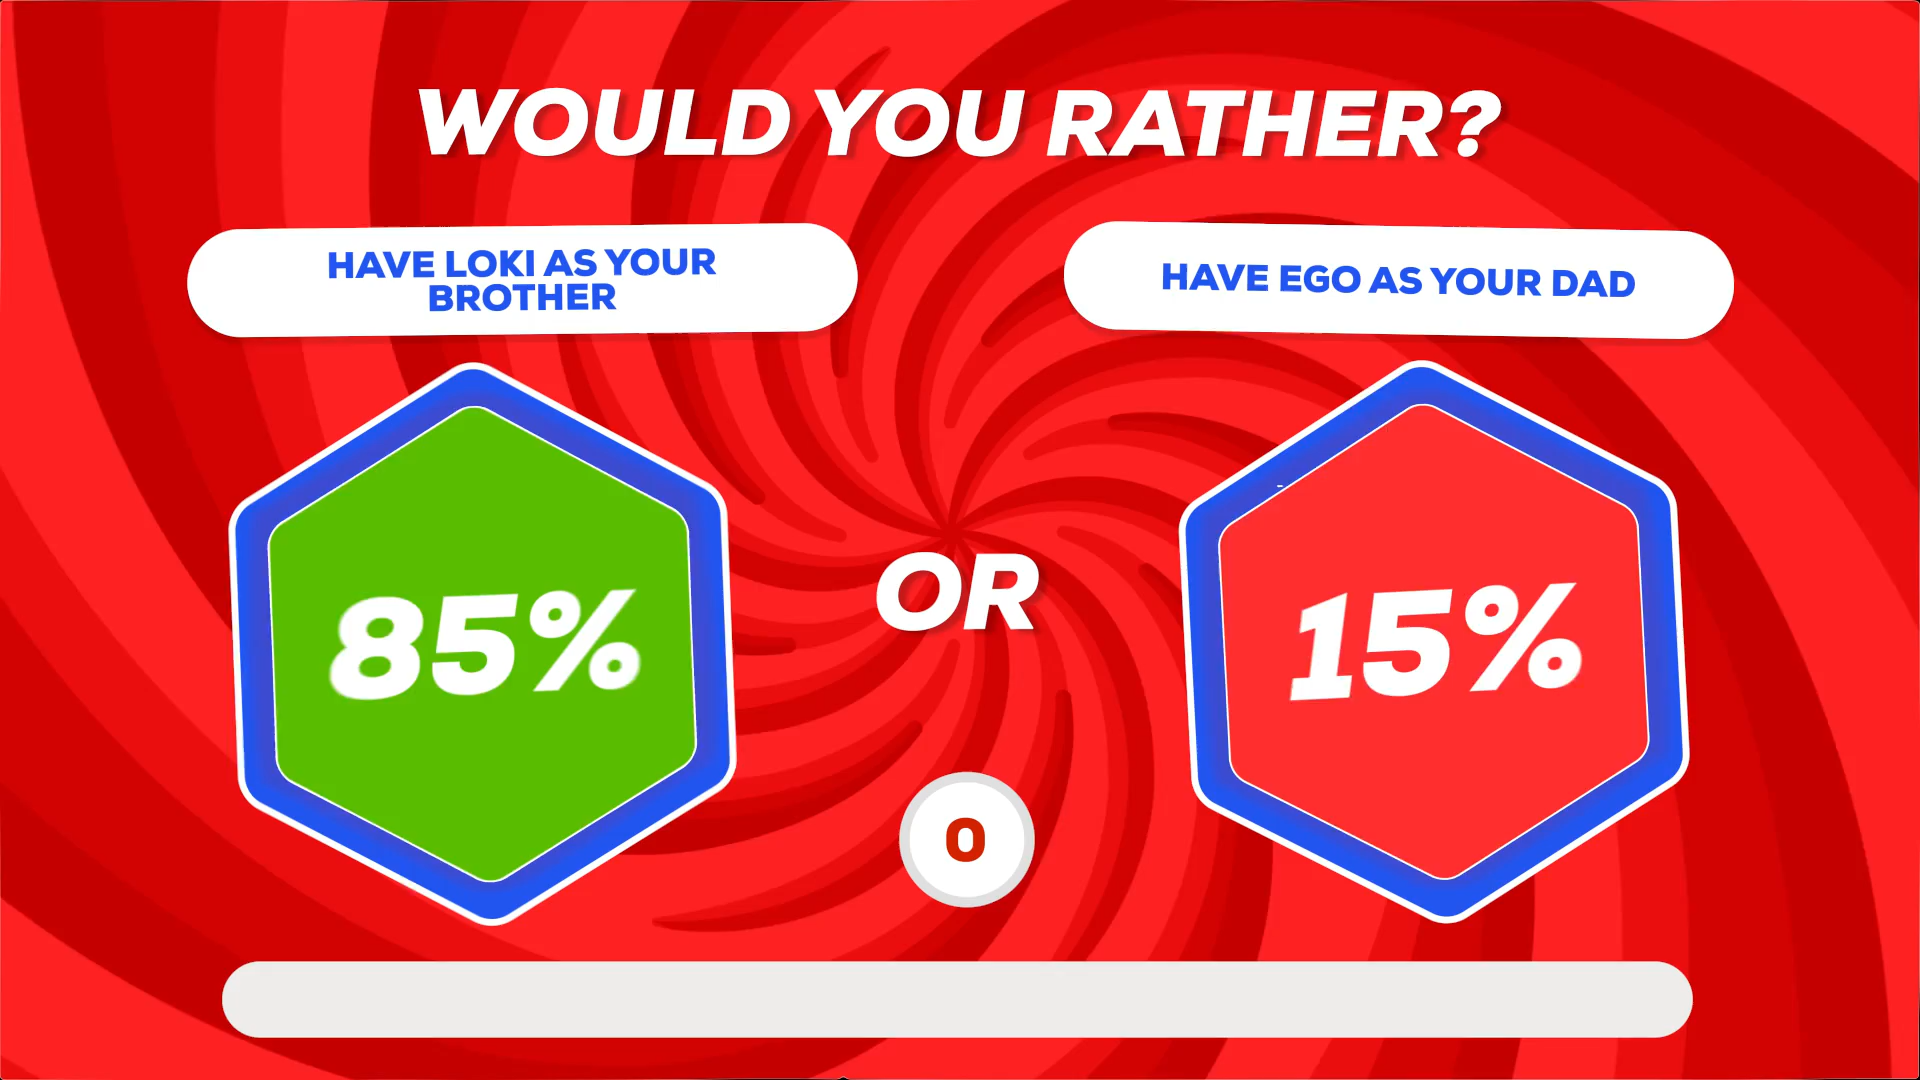 WOULD YOU RATHER?
HAVE LOKI AS YOUR
BROTHER
HAVE EGO AS YOUR DAD
85%
OR
15%
0